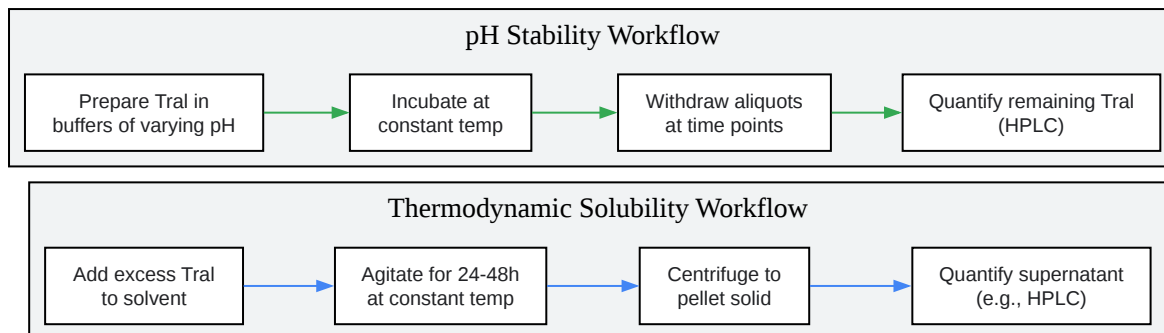 pH Stability Workflow
Prepare Tral in
buffers of varying pH
Incubate at
constant temp
Withdraw aliquots
at time points
Quantify remaining Tral
(HPLC)
Thermodynamic Solubility Workflow
Add excess Tral
to solvent
Agitate for 24-48h
at constant temp
Centrifuge to
pellet solid
Quantify supernatant
(e.g., HPLC)